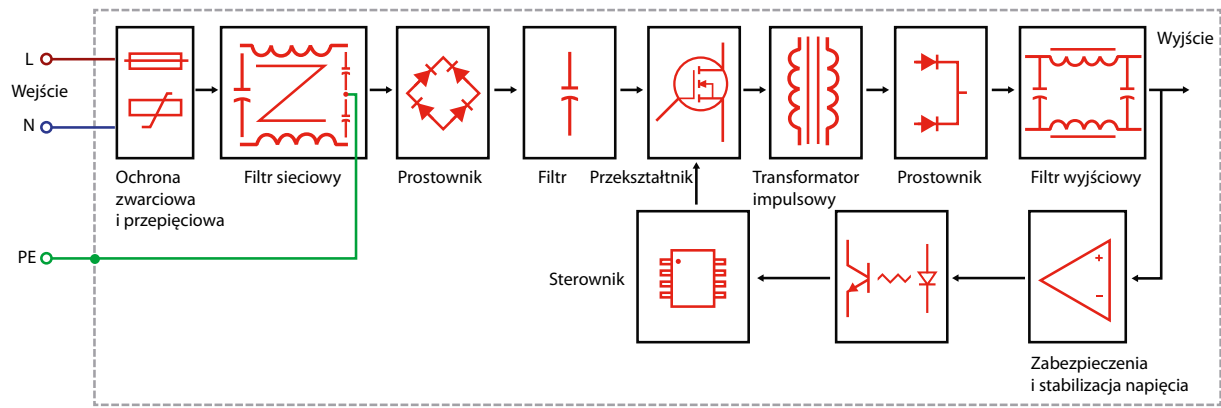 L
Wejście
N
PE
Ochrona
zwarciowa
i przepięciowa
Filtr sieciowy
Prostownik
Filtr
Przekształtnik
Transformator
impulsowy
Prostownik
Filtr wyjściowy
Wyjście
Sterownik
+
−
Zabezpieczenia
i stabilizacja napięcia